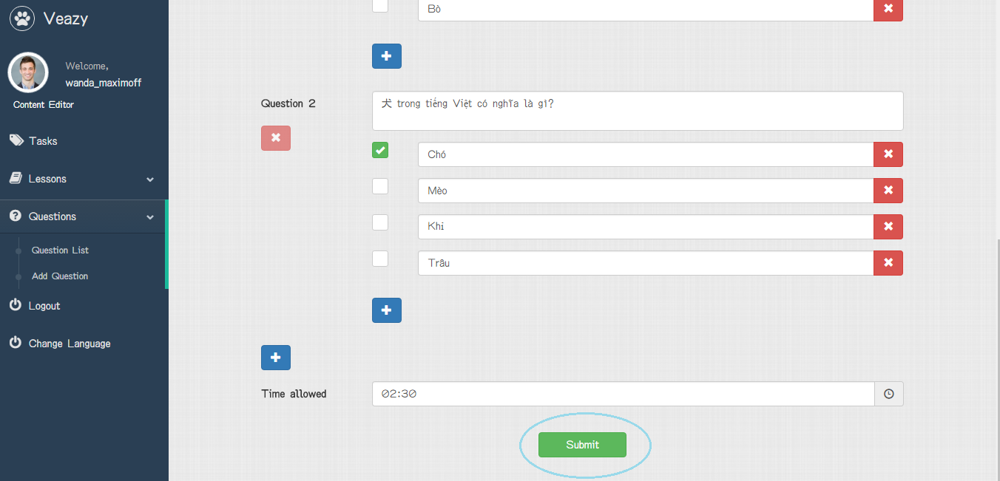 Veazy
Welcome,
wanda_maximoff
Content Editor
Tasks
Lessons
Questions
Question List
Add Question
Logout
Change Language
Bò
Question 2
犬 trong tiếng Việt có nghĩa là gì?
Chó
Mèo
Khỉ
Trâu
Time allowed
02:30
Submit